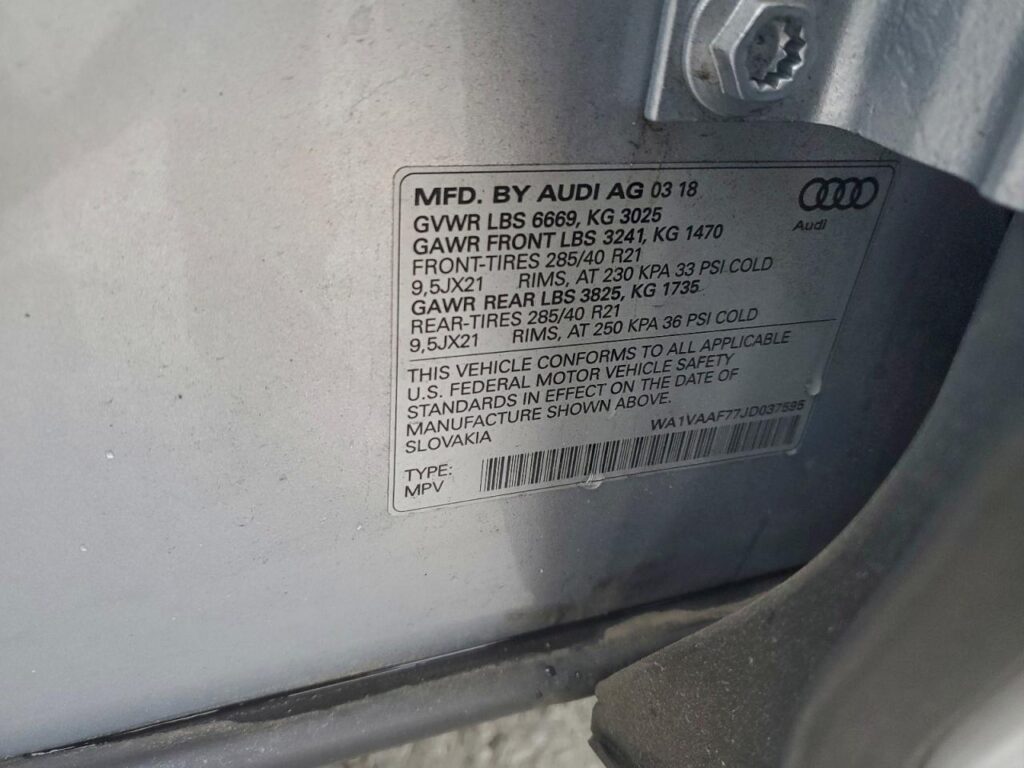 MFD. BY AUDI AG 03 18
Audi
GVWR LBS 6669, KG 3025
GAWR FRONT LBS 3241, KG 1470
FRONT-TIRES 285/40 R21
9,5JX21 RIMS, AT 230 KPA 33 PSI COLD
GAWR REAR LBS 3825, KG 1735
REAR-TIRES 285/40 R21
9,5JX21 RIMS, AT 250 KPA 36 PSI COLD
THIS VEHICLE CONFORMS TO ALL APPLICABLE
U.S. FEDERAL MOTOR VEHICLE SAFETY
STANDARDS IN EFFECT ON THE DATE OF
MANUFACTURE SHOWN ABOVE.
SLOVAKIA
WA1VAAF77JD037595
TYPE:
MPV